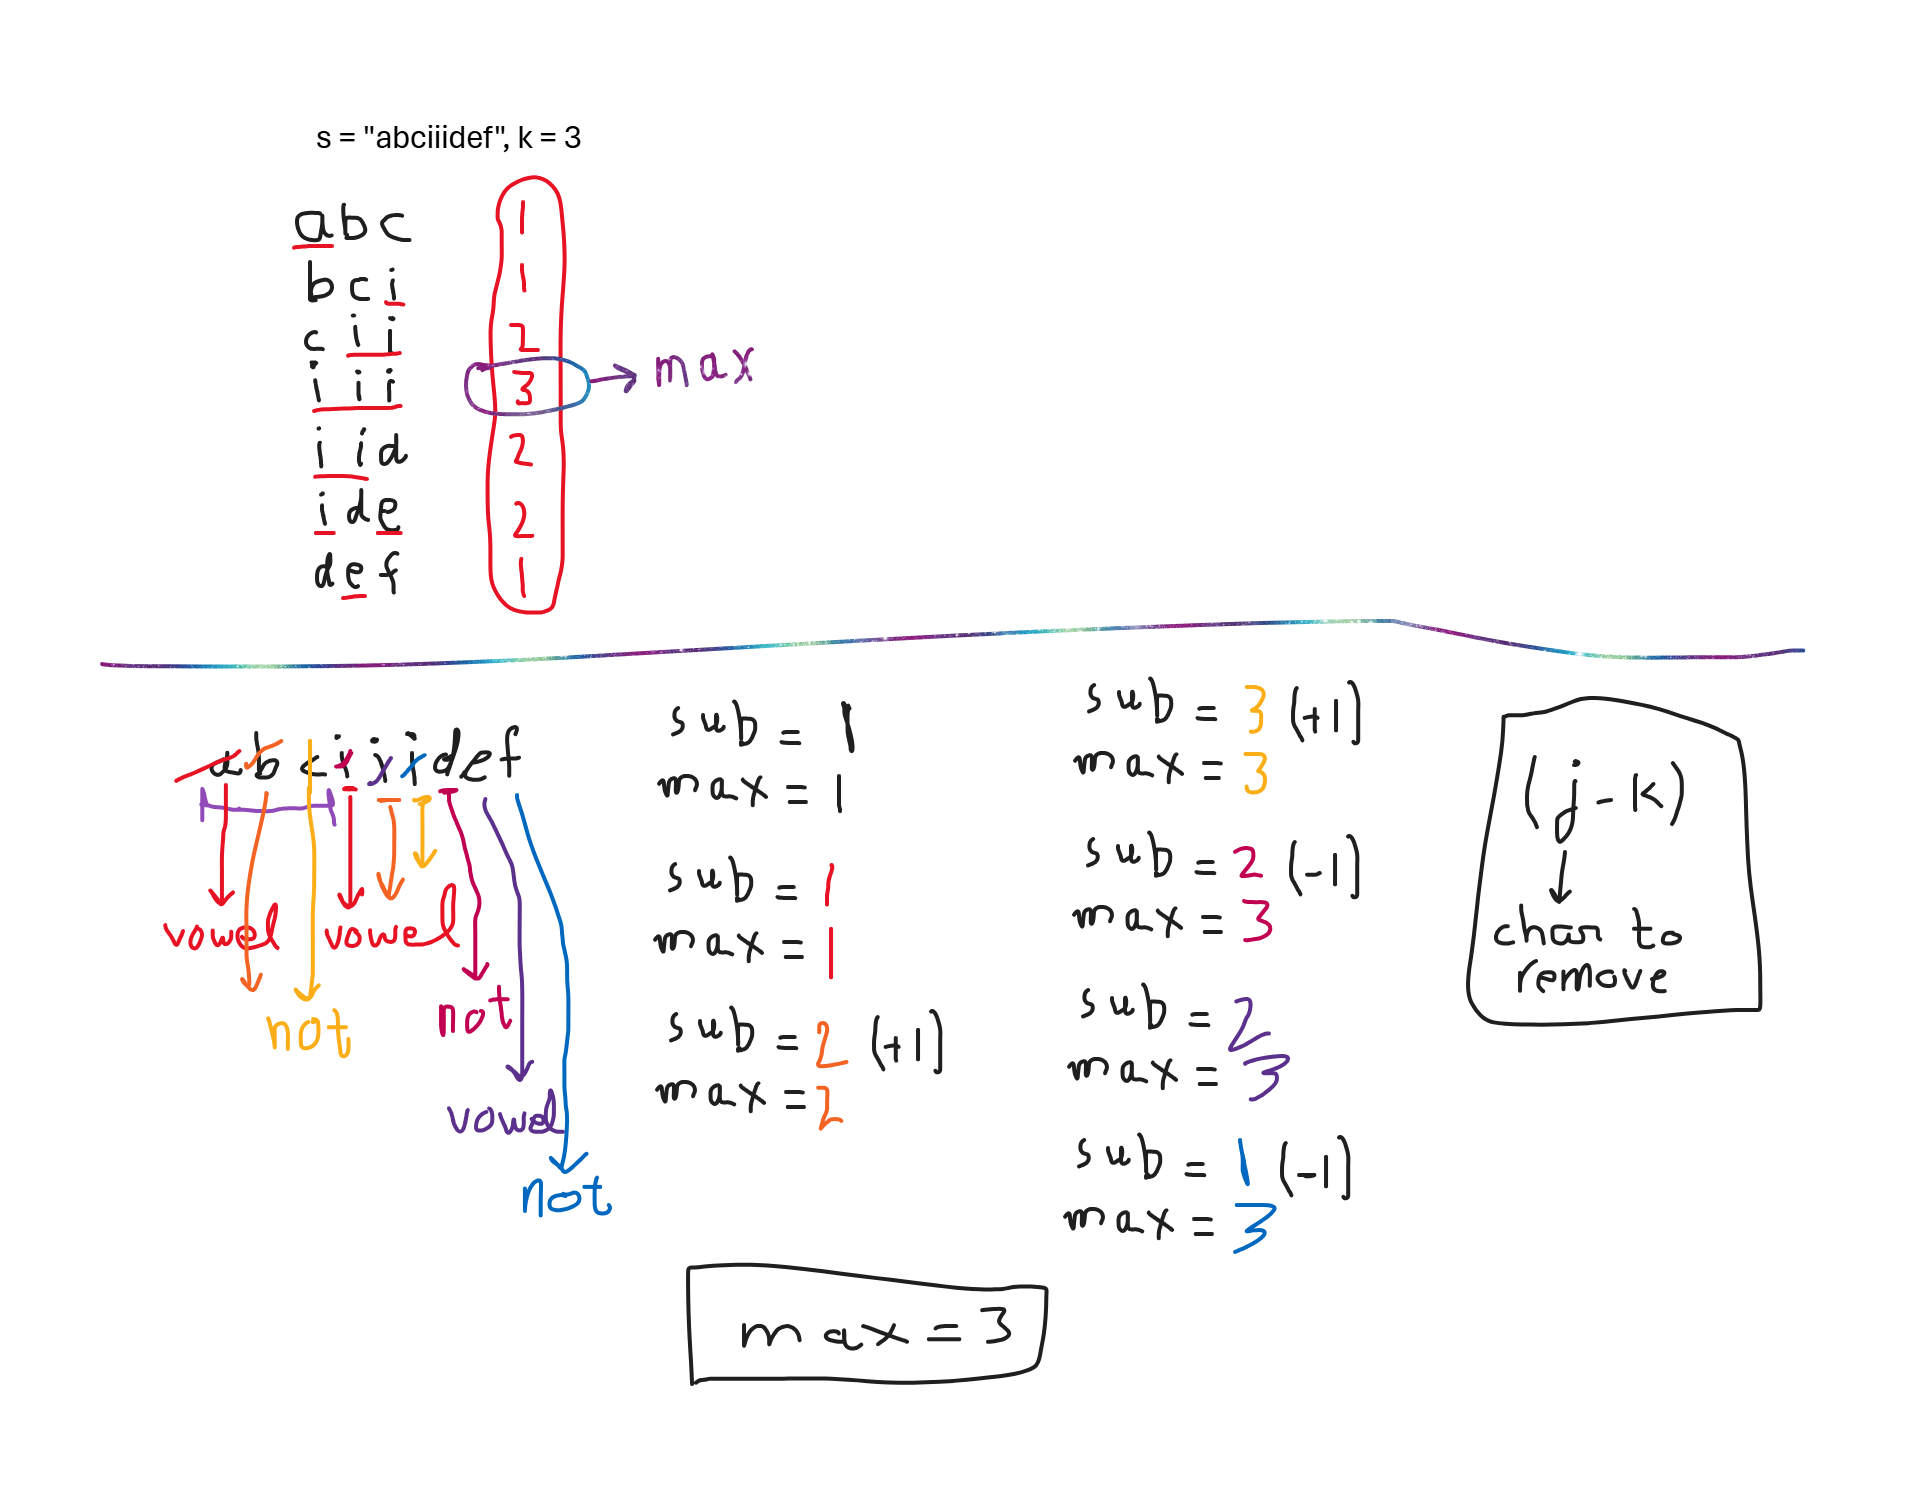 s = "abciiidef", k = 3
abc 1
bci 1
cii 2
iii 3 → max
iid 2
ide 2
def 1
abciiidef
vowel
vowel
not
not
vowel
not
sub = 1
max = 1
sub = 1
max = 1
sub = 2 (+1)
max = 2
sub = 3 (+1)
max = 3
sub = 2 (-1)
max = 3
sub = 2
max = 3
sub = 1 (-1)
max = 3
(j - k)
char to
remove
max = 3